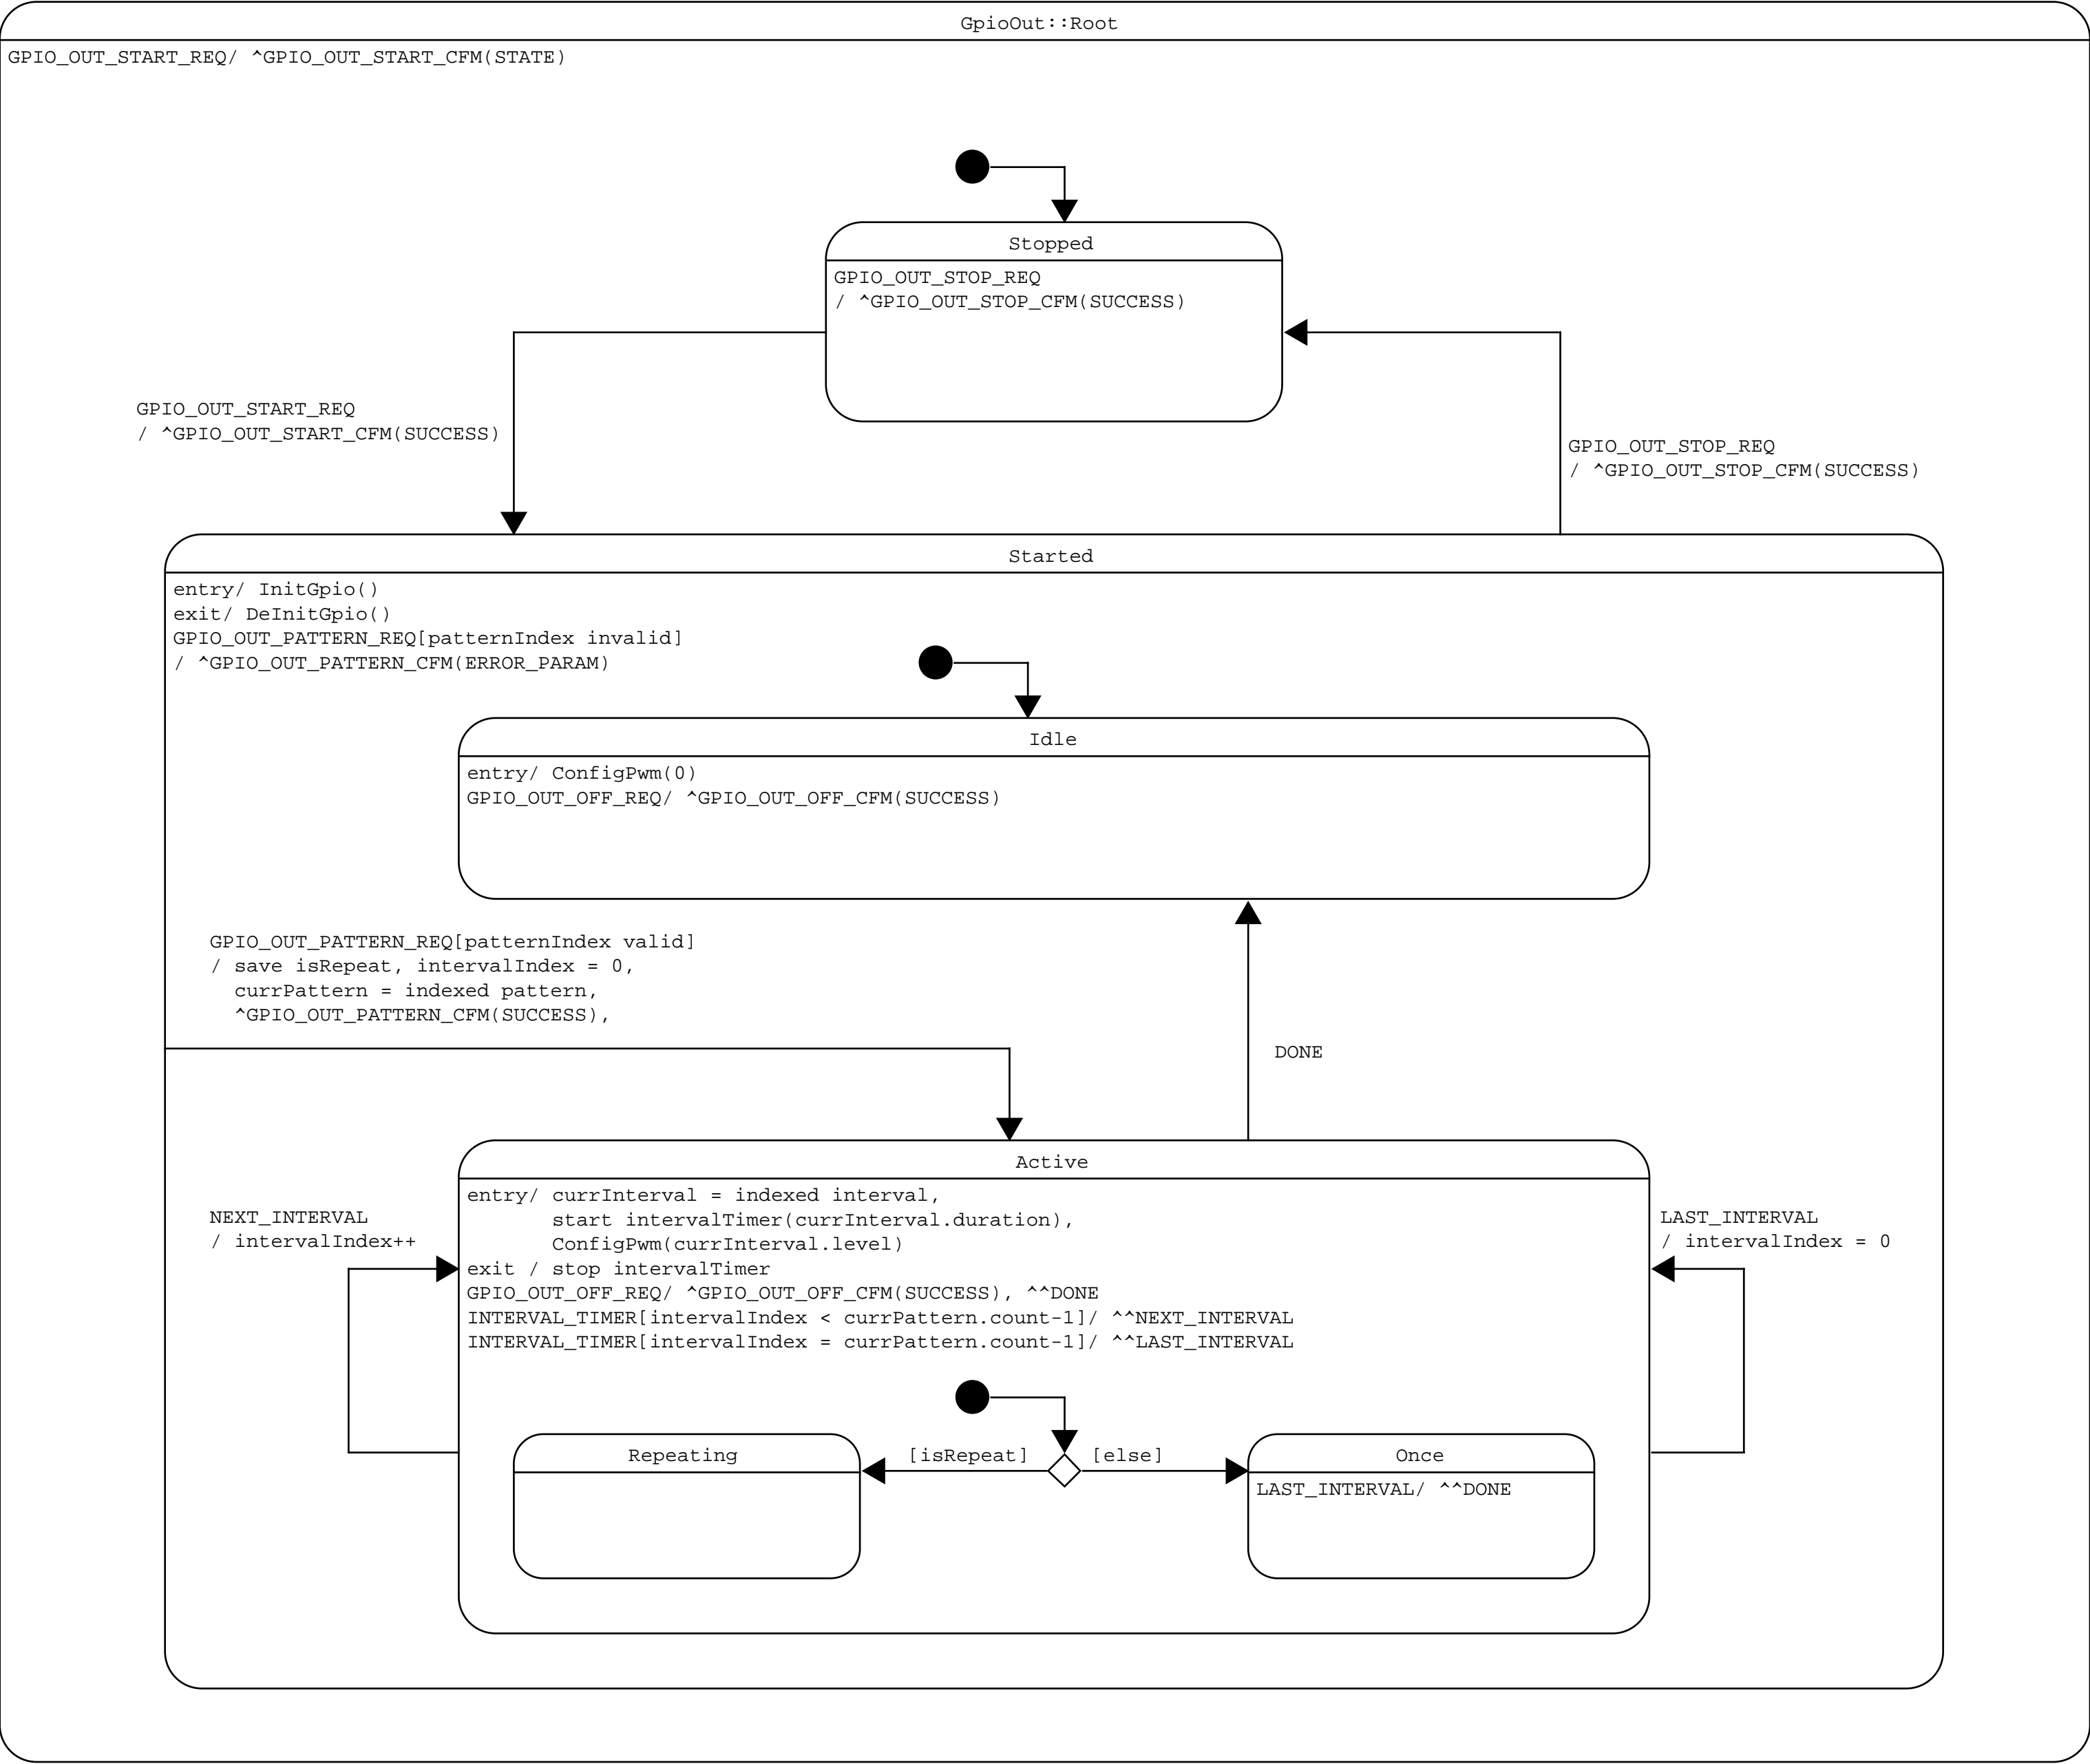 GpioOut::Root
GPIO_OUT_START_REQ/ ^GPIO_OUT_START_CFM(STATE)
Stopped
GPIO_OUT_STOP_REQ
/ ^GPIO_OUT_STOP_CFM(SUCCESS)
GPIO_OUT_START_REQ
/ ^GPIO_OUT_START_CFM(SUCCESS)
GPIO_OUT_STOP_REQ
/ ^GPIO_OUT_STOP_CFM(SUCCESS)
Started
entry/ InitGpio()
exit/ DeInitGpio()
GPIO_OUT_PATTERN_REQ[patternIndex invalid]
/ ^GPIO_OUT_PATTERN_CFM(ERROR_PARAM)
Idle
entry/ ConfigPwm(0)
GPIO_OUT_OFF_REQ/ ^GPIO_OUT_OFF_CFM(SUCCESS)
GPIO_OUT_PATTERN_REQ[patternIndex valid]
/ save isRepeat, intervalIndex = 0,
currPattern = indexed pattern,
^GPIO_OUT_PATTERN_CFM(SUCCESS),
DONE
Active
entry/ currInterval = indexed interval,
start intervalTimer(currInterval.duration),
ConfigPwm(currInterval.level)
exit / stop intervalTimer
GPIO_OUT_OFF_REQ/ ^GPIO_OUT_OFF_CFM(SUCCESS), ^^DONE
INTERVAL_TIMER[intervalIndex < currPattern.count-1]/ ^^NEXT_INTERVAL
INTERVAL_TIMER[intervalIndex = currPattern.count-1]/ ^^LAST_INTERVAL
NEXT_INTERVAL
/ intervalIndex++
LAST_INTERVAL
/ intervalIndex = 0
Repeating
[isRepeat]
[else]
Once
LAST_INTERVAL/ ^^DONE